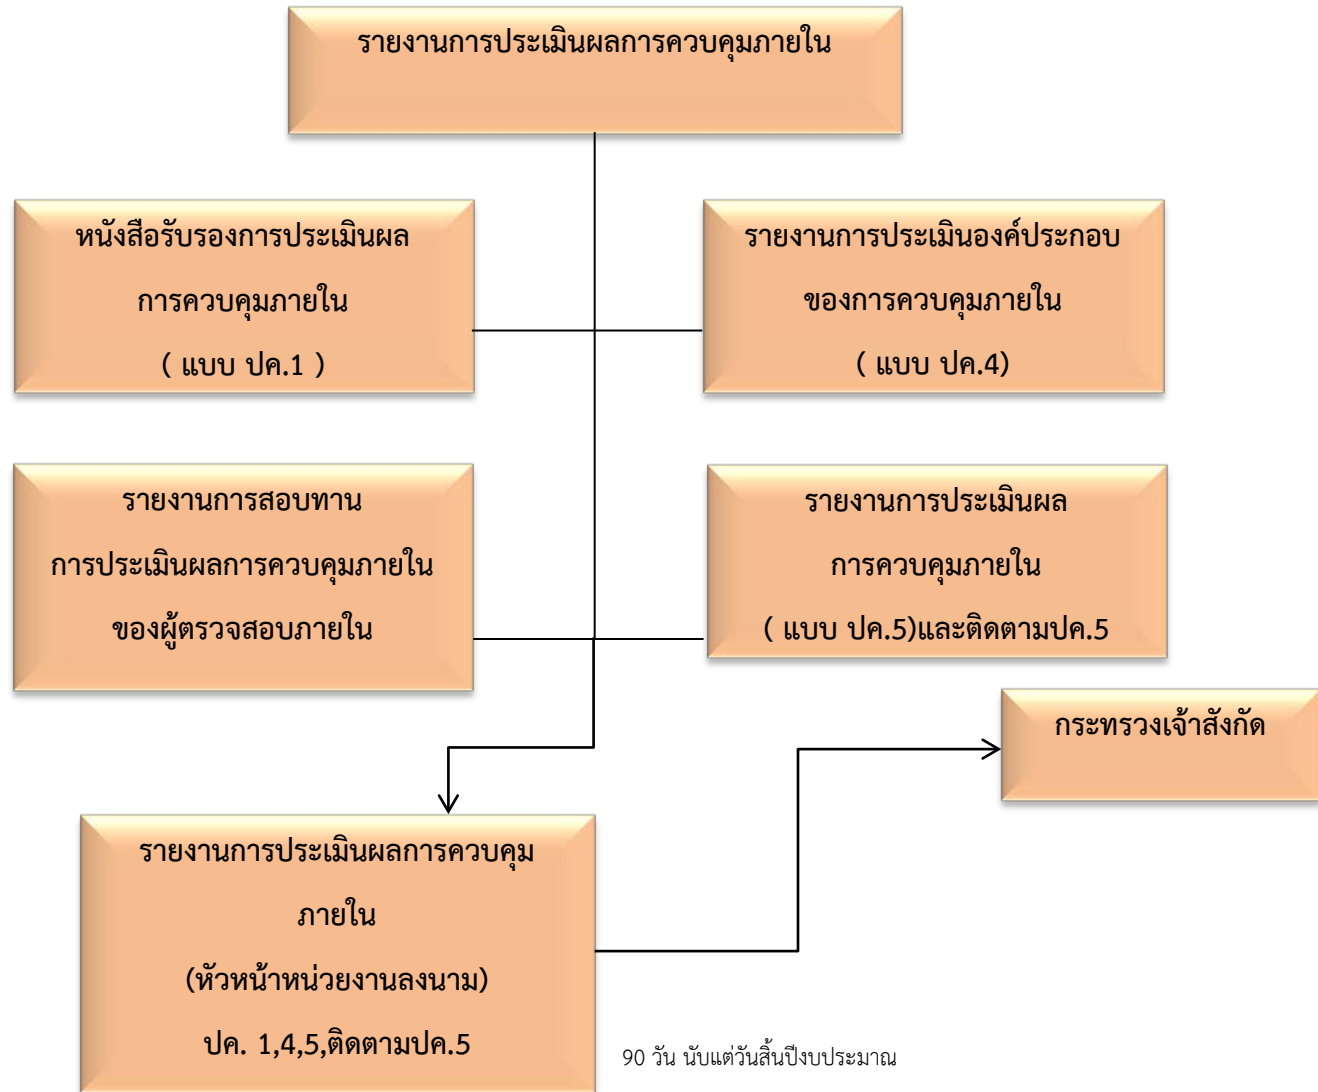 รายงานการประเมินผลการควบคุมภายใน
หนังสือรับรองการประเมินผล
การควบคุมภายใน
( แบบ ปค.1 )
รายงานการประเมินองค์ประกอบ
ของการควบคุมภายใน
( แบบ ปค.4)
รายงานการสอบทาน
การประเมินผลการควบคุมภายใน
ของผู้ตรวจสอบภายใน
รายงานการประเมินผล
การควบคุมภายใน
( แบบ ปค.5)และติดตามปค.5
กระทรวงเจ้าสังกัด
รายงานการประเมินผลการควบคุม
ภายใน
(หัวหน้าหน่วยงานลงนาม)
ปค. 1,4,5,ติดตามปค.5
90 วัน นับแต่วันสิ้นปีงบประมาณ